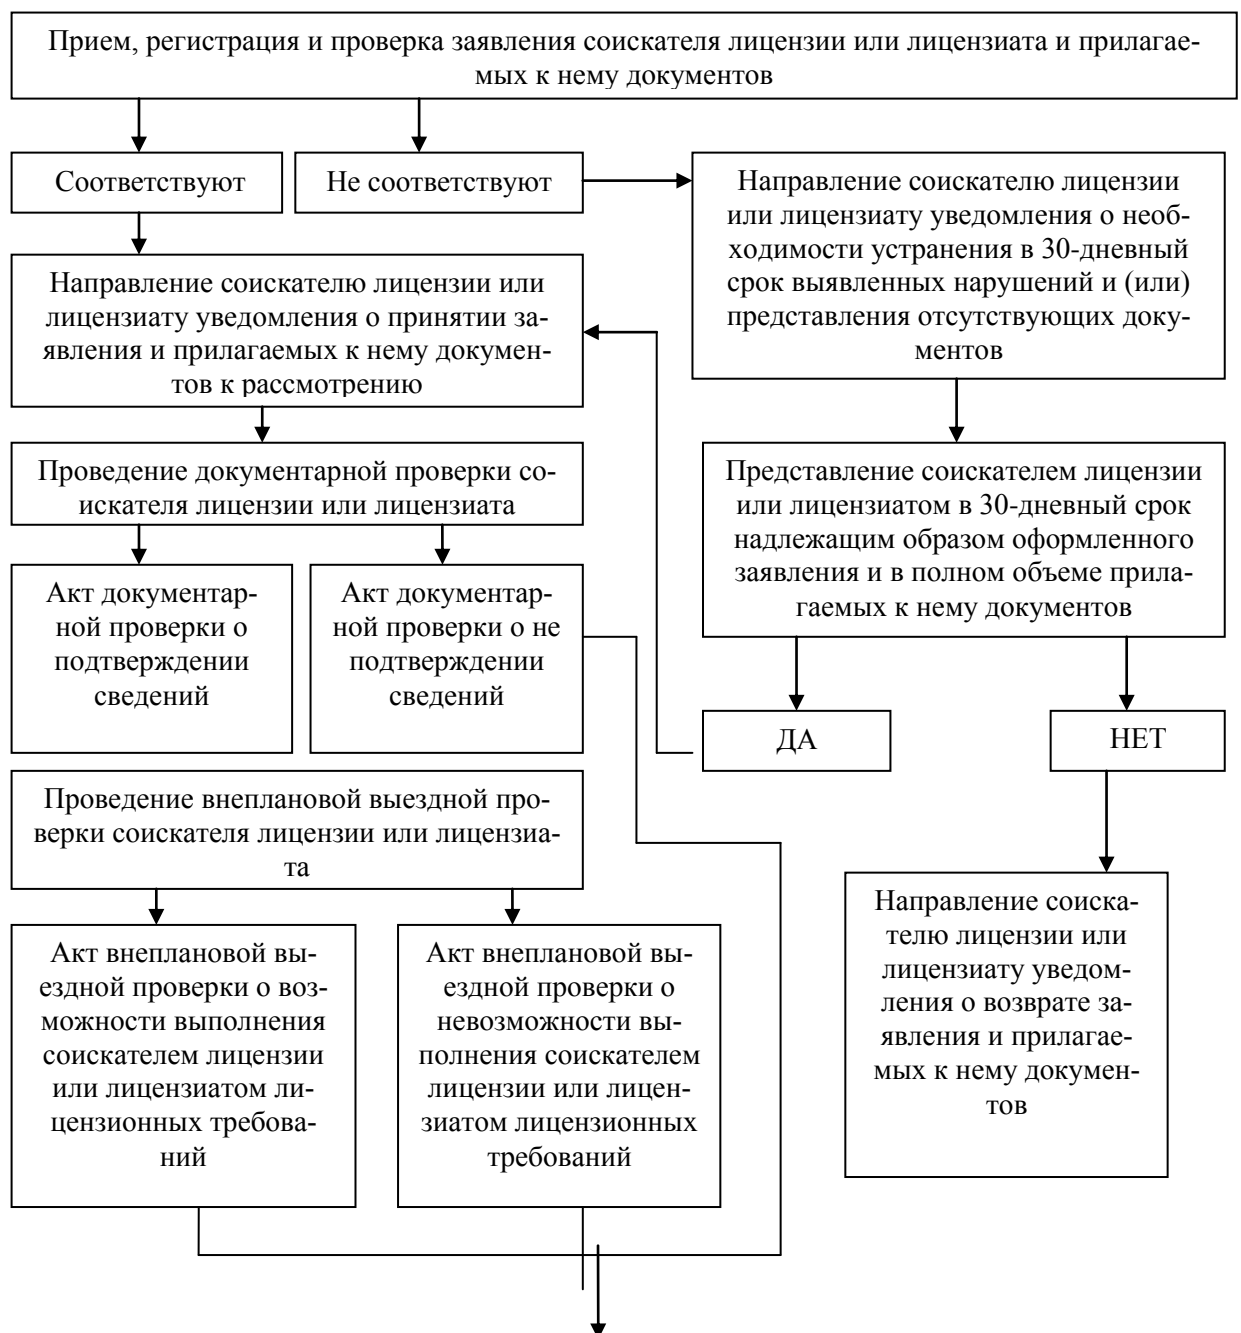 Прием, регистрация и проверка заявления соискателя лицензии или лицензиата и прилагае-
мых к нему документов
Соответствуют
Не соответствуют
Направление соискателю лицензии
или лицензиату уведомления о необ-
ходимости устранения в 30-дневный
срок выявленных нарушений и (или)
представления отсутствующих доку-
ментов
Направление соискателю лицензии или
лицензиату уведомления о принятии за-
явления и прилагаемых к нему докумен-
тов к рассмотрению
Проведение документарной проверки со-
искателя лицензии или лицензиата
Представление соискателем лицензии
или лицензиатом в 30-дневный срок
надлежащим образом оформленного
заявления и в полном объеме прила-
гаемых к нему документов
Акт документар-
ной проверки о
подтверждении
сведений
Акт документар-
ной проверки о не
подтверждении
сведений
ДА
НЕТ
Проведение внеплановой выездной про-
верки соискателя лицензии или лицензиа-
та
Акт внеплановой вы-
ездной проверки о воз-
можности выполнения
соискателем лицензии
или лицензиатом ли-
цензионных требова-
ний
Акт внеплановой вы-
ездной проверки о
невозможности вы-
полнения соискателем
лицензии или лицен-
зиатом лицензионных
требований
Направление соиска-
телю лицензии или
лицензиату уведом-
ления о возврате за-
явления и прилагае-
мых к нему докумен-
тов